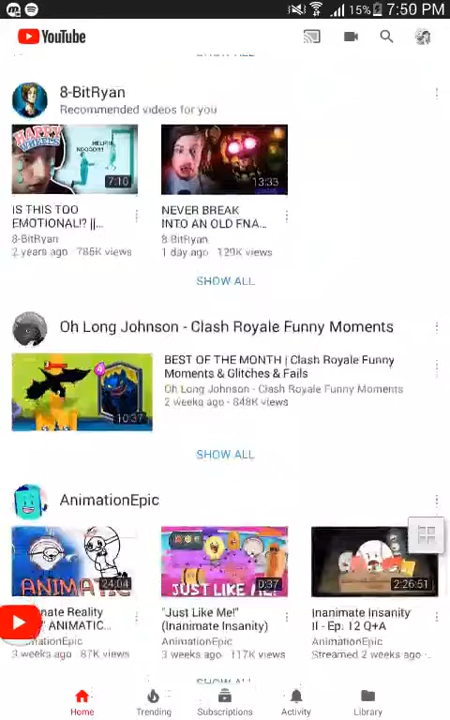 15% 7:50 PM
YouTube
8-BitRyan
Recommended videos for you
HAPPY WHEELS
7:10
13:33
IS THIS TOO EMOTIONAL!? ||...
8-BitRyan
2 years ago · 785K views
NEVER BREAK INTO AN OLD FNA...
8-BitRyan
1 day ago · 129K views
SHOW ALL
Oh Long Johnson - Clash Royale Funny Moments
10:37
BEST OF THE MONTH | Clash Royale Funny
Moments & Glitches & Fails
Oh Long Johnson - Clash Royale Funny Moments
2 weeks ago · 848K views
SHOW ALL
AnimationEpic
ANIMATIC
24:04
JUST LIKE ME!
0:37
2:26:51
nate Reality
" ANIMATIC...
mationEpic
3 weeks ago 87K views
"Just Like Me!"
(Inanimate Insanity)
AnimationEpic
3 weeks ago · 117K views
Inanimate Insanity
II - Ep. 12 Q+A
AnimationEpic
Streamed 2 weeks ago ·
Home Trending Subscriptions Activity Library